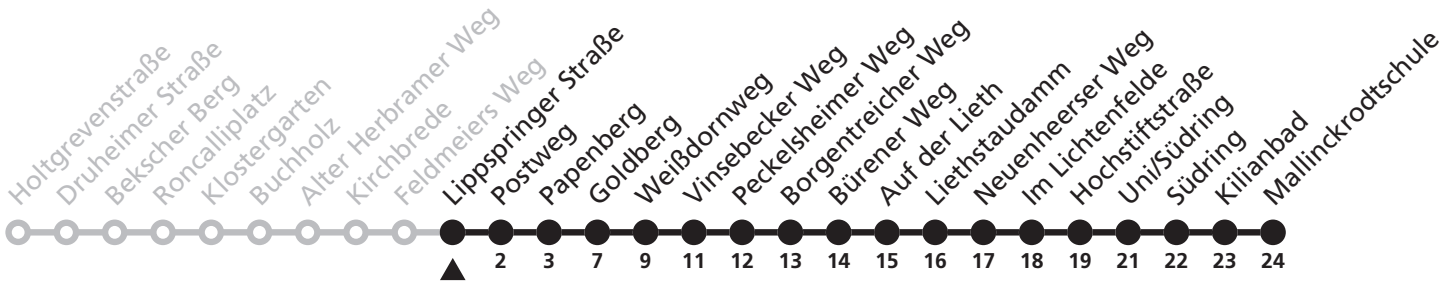 Holtgrevenstraße
Druheimer Straße
Bekscher Berg
Roncalliplatz
Klostergarten
Buchholz
Alter Herbramer Weg
Kirchbrede
Feldmeiers Weg
Lippspringer Straße
Postweg
Papenberg
Goldberg
Weißdornweg
Vinsebecker Weg
Peckelsheimer Weg
Borgentreicher Weg
Bürener Weg
Auf der Lieth
Liethstaudamm
Neuenheerser Weg
Im Lichtenfelde
Hochstiftstraße
Uni/Südring
Südring
Kilianbad
Mallinckrodtschule
2 3 7 9 11 12 13 14 15 16 17 18 19 21 22 23 24